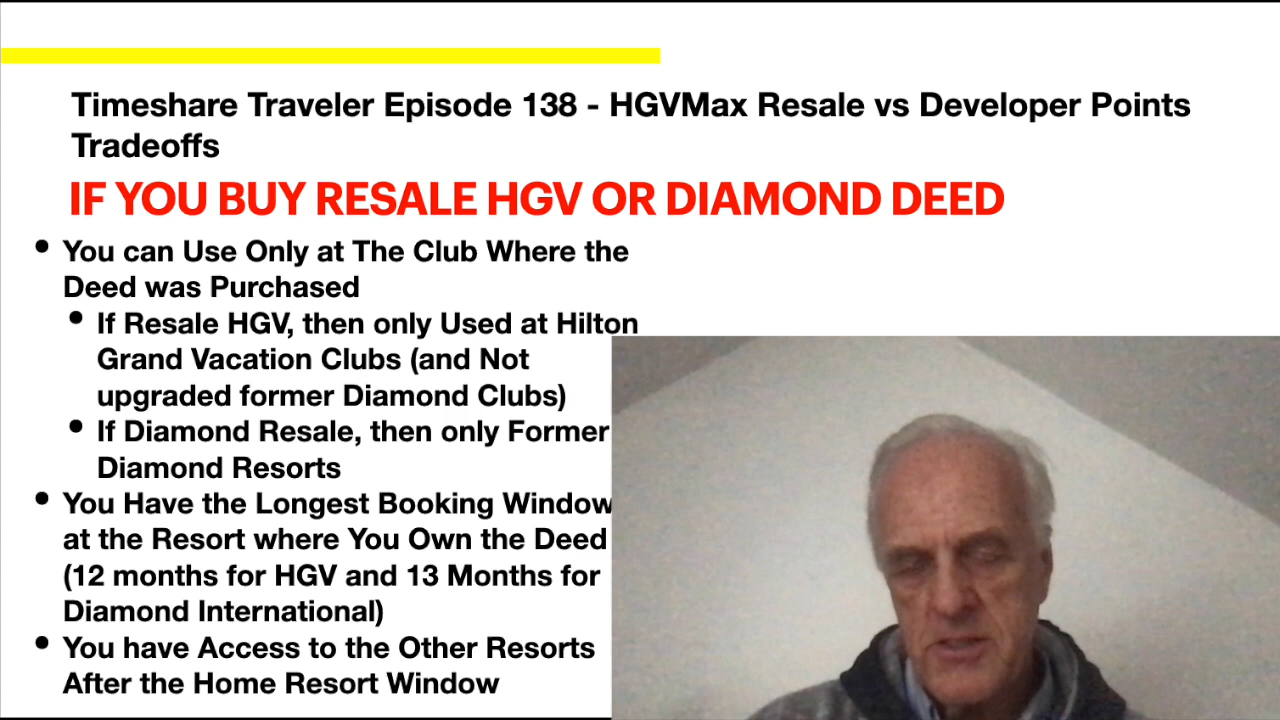 Timeshare Traveler Episode 138 - HGVMax Resale vs Developer Points
Tradeoffs
IF YOU BUY RESALE HGV OR DIAMOND DEED
• You can Use Only at The Club Where the
Deed was Purchased
• If Resale HGV, then only Used at Hilton
Grand Vacation Clubs (and Not
upgraded former Diamond Clubs)
• If Diamond Resale, then only Former
Diamond Resorts
• You Have the Longest Booking Window
at the Resort where You Own the Deed
(12 months for HGV and 13 Months for
Diamond International)
• You have Access to the Other Resorts
After the Home Resort Window